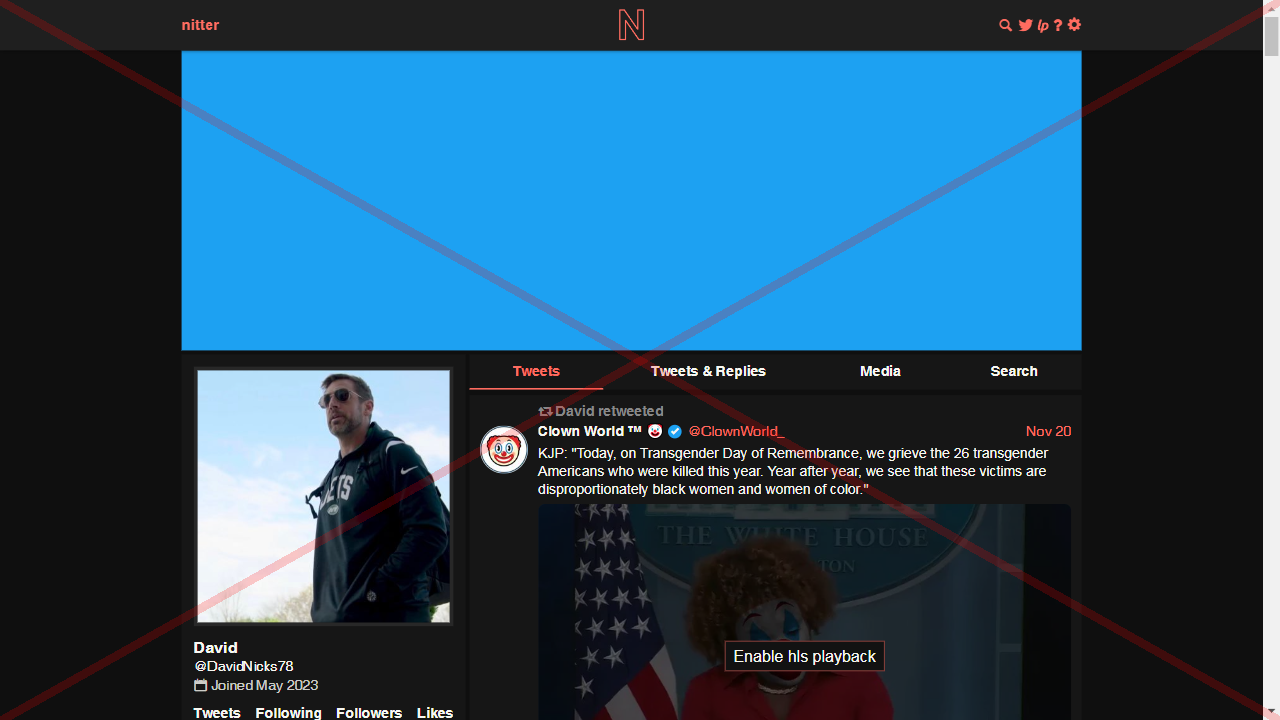 nitter
N
lp ?
Tweets
Tweets & Replies
Media
Search
David retweeted
Clown World ™ 🤡 @ClownWorld_
Nov 20
KJP: "Today, on Transgender Day of Remembrance, we grieve the 26 transgender
Americans who were killed this year. Year after year, we see that these victims are
disproportionately black women and women of color."
THE WHITE HOUSE
TON
Enable hls playback
JETS
David
@DavidNicks78
Joined May 2023
Tweets Following Followers Likes